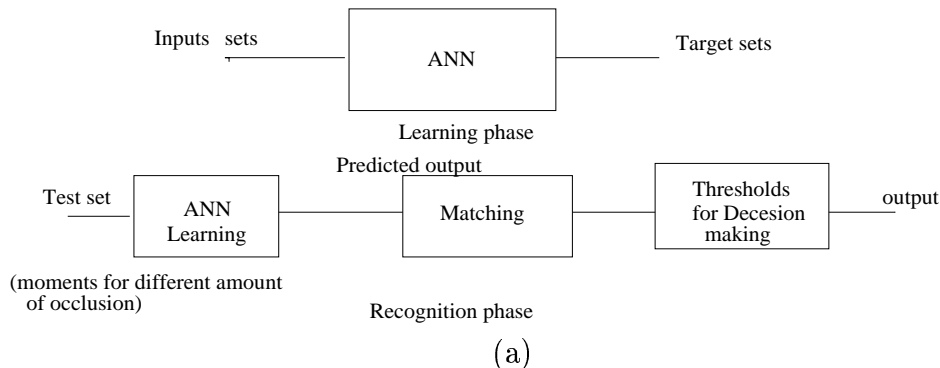 Inputs sets
ANN
Target sets
Learning phase
Predicted output
Test set
ANN
Learning
Matching
Thresholds
for Decesion
making
output
(moments for different amount
of occlusion)
Recognition phase
(a)